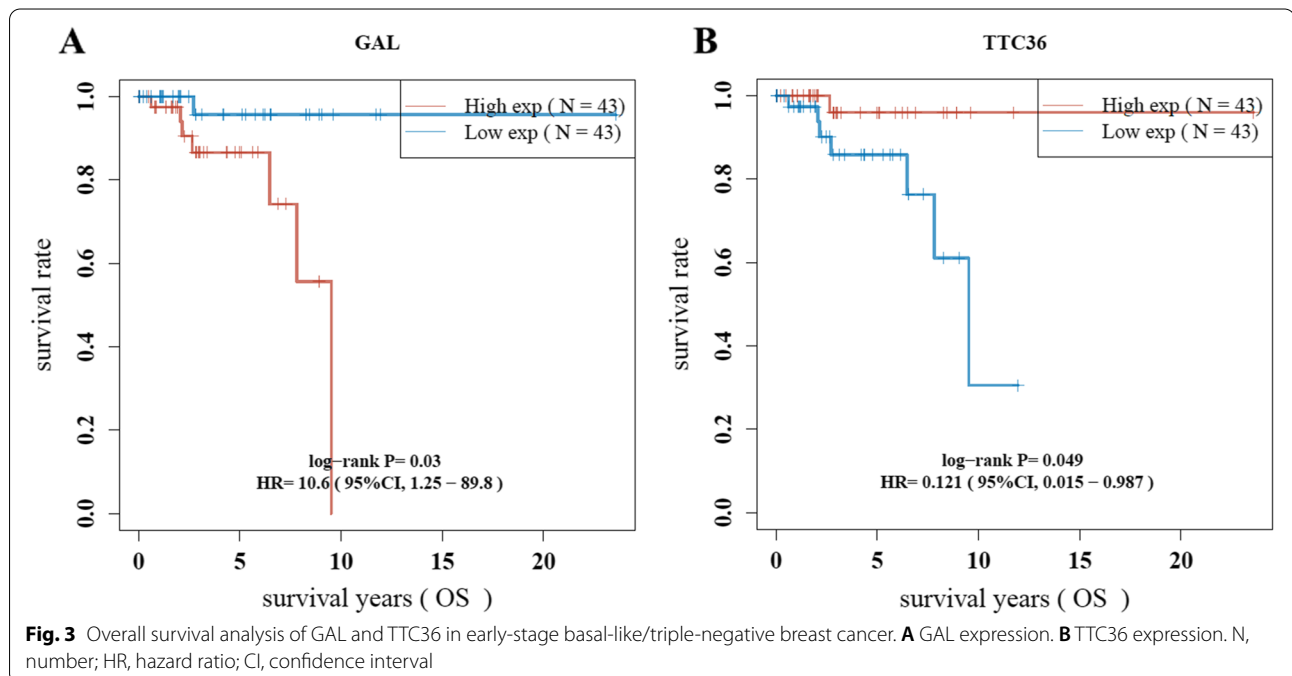 A
GAL
High exp ( N = 43)
Low exp ( N = 43)
survival rate
1.0
0.8
0.6
0.4
0.2
0.0
log−rank P= 0.03
HR= 10.6 ( 95%CI, 1.25 − 89.8 )
0 5 10 15 20
survival years ( OS )
B
TTC36
High exp ( N = 43)
Low exp ( N = 43)
survival rate
1.0
0.8
0.6
0.4
0.2
0.0
log−rank P= 0.049
HR= 0.121 ( 95%CI, 0.015 − 0.987 )
0 5 10 15 20
survival years ( OS )
Fig. 3 Overall survival analysis of GAL and TTC36 in early-stage basal-like/triple-negative breast cancer. A GAL expression. B TTC36 expression. N,
number; HR, hazard ratio; CI, confidence interval